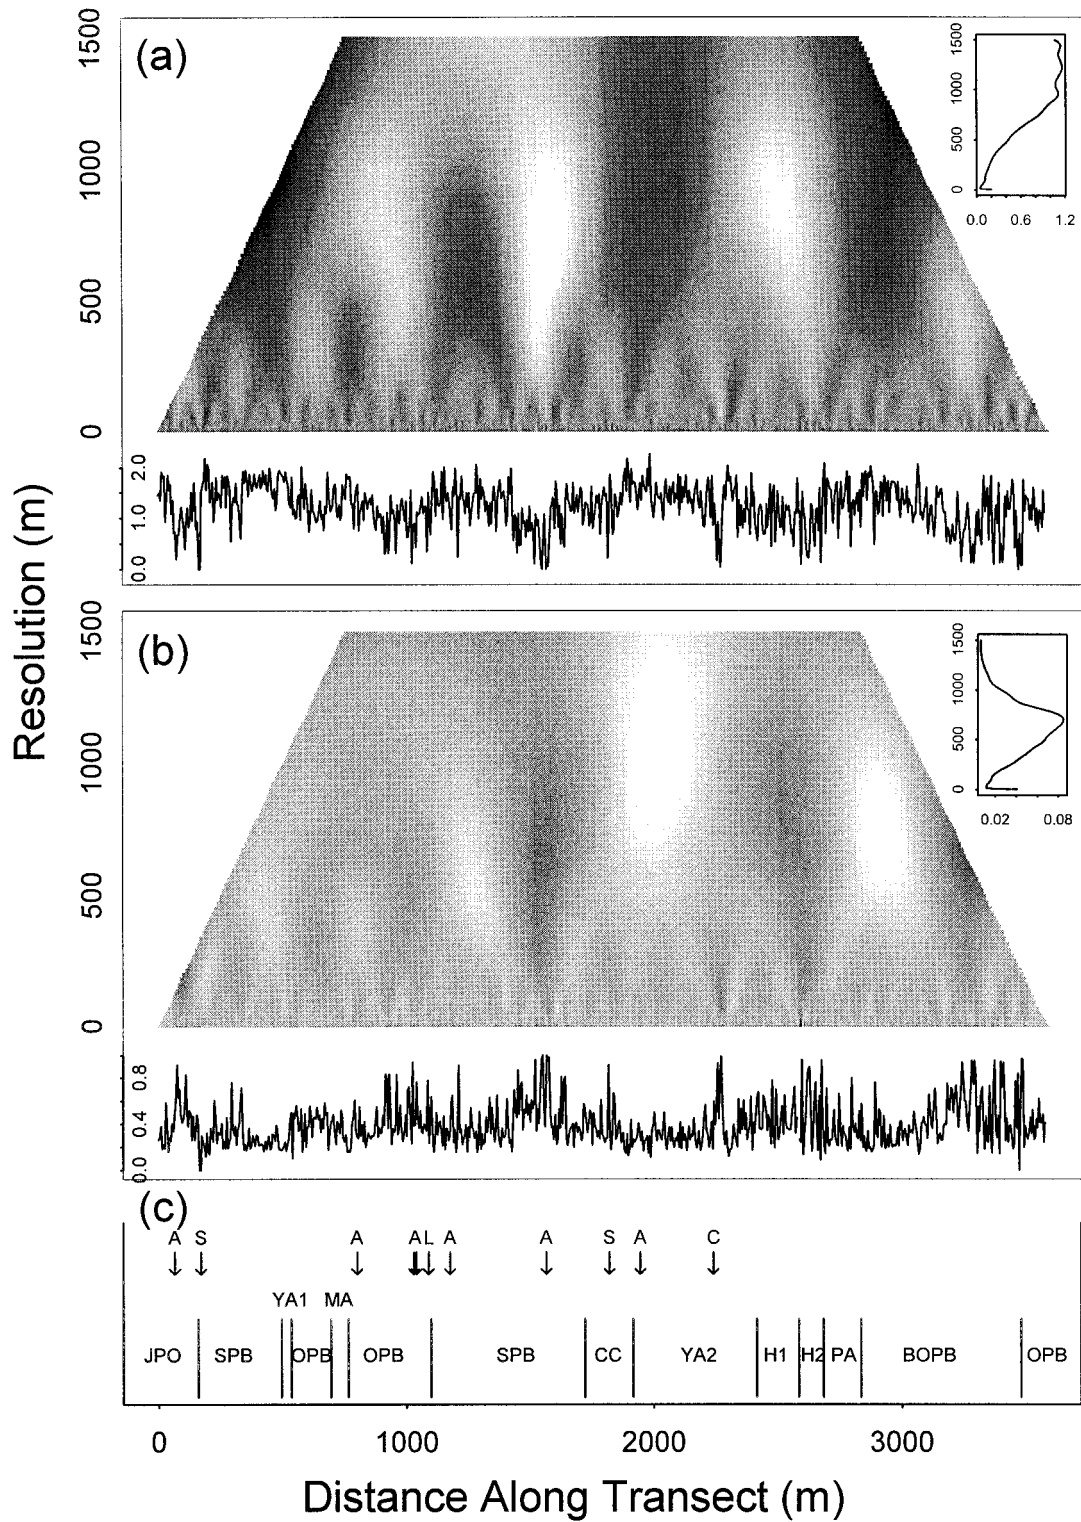 (a)
1500
1000
500
0
1500
1000
500
0
0.0 0.6 1.2
2.0
1.0
0.0
Resolution (m)
(b)
1500
1000
500
0
1500
1000
500
0
0.02 0.08
0.8
0.4
0.0
(c)
A S A A L A A S A C
YA1 MA
JPO SPB OPB OPB SPB CC YA2 H1 H2 PA BOPB OPB
0 1000 2000 3000
Distance Along Transect (m)